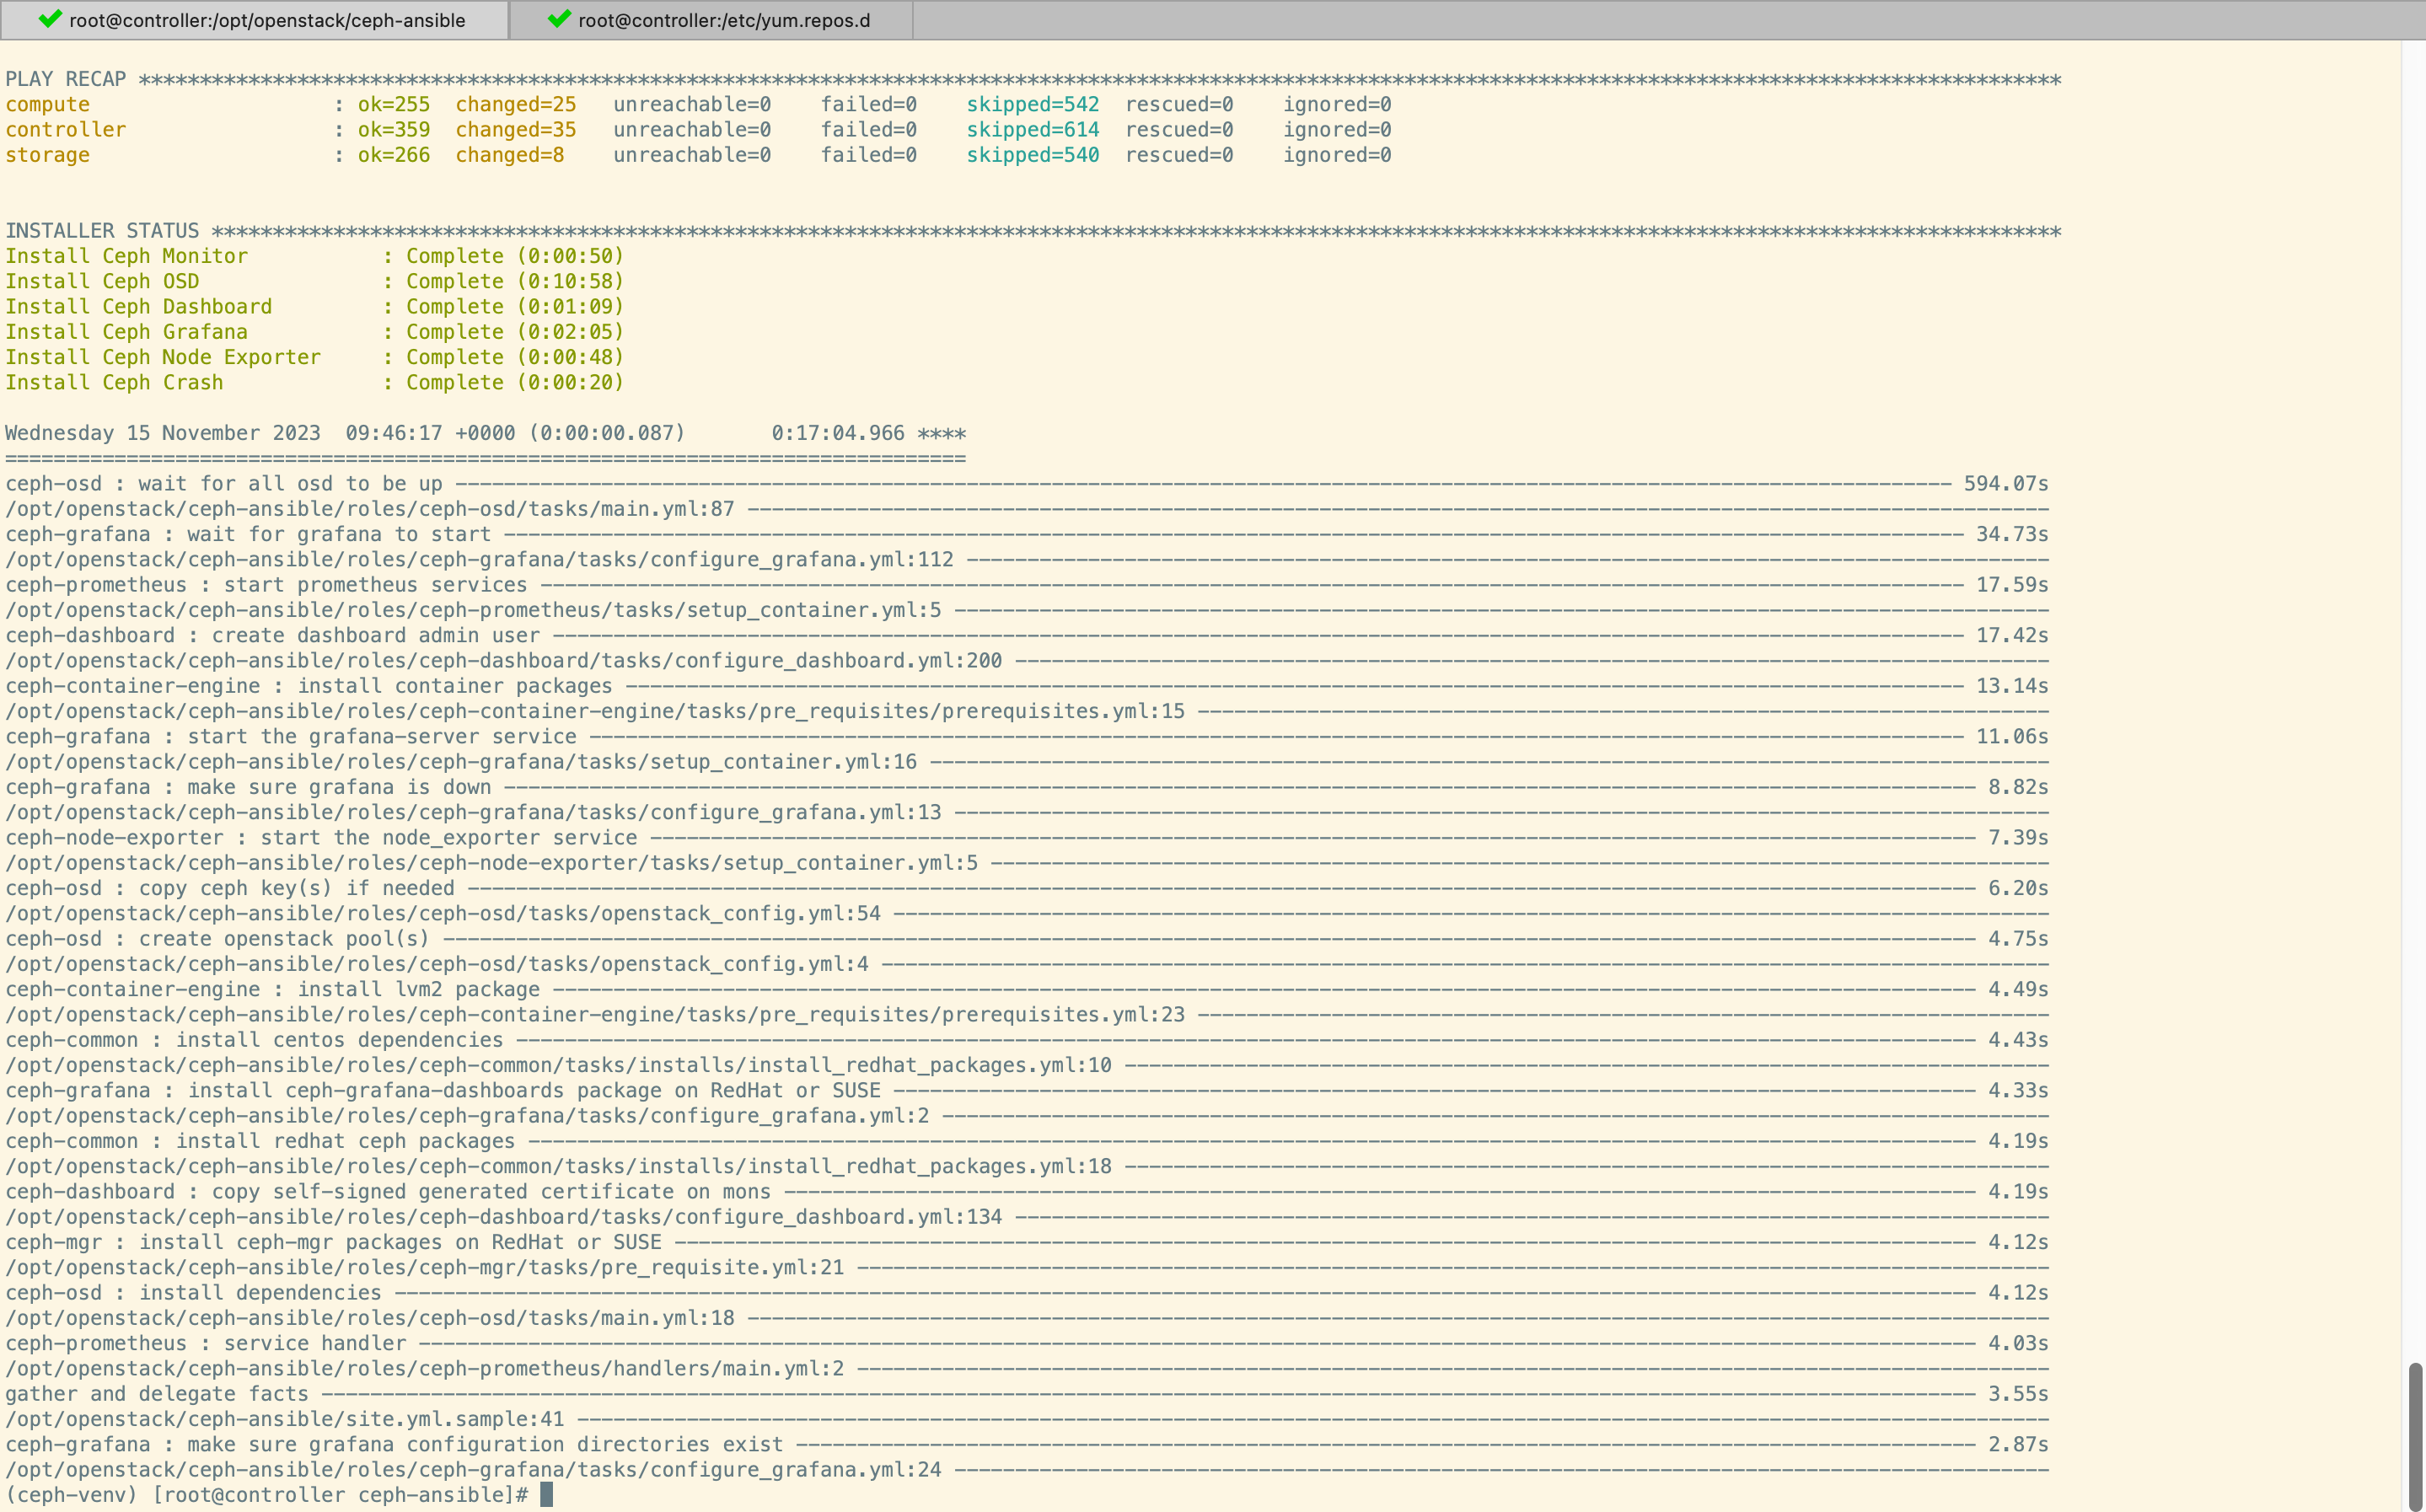 root@controller:/opt/openstack/ceph-ansible
root@controller:/etc/yum.repos.d
PLAY RECAP **************************************************************************************************************************************************************
compute                    : ok=255  changed=25   unreachable=0    failed=0    skipped=542  rescued=0    ignored=0
controller                 : ok=359  changed=35   unreachable=0    failed=0    skipped=614  rescued=0    ignored=0
storage                    : ok=266  changed=8    unreachable=0    failed=0    skipped=540  rescued=0    ignored=0
INSTALLER STATUS ********************************************************************************************************************************************************
Install Ceph Monitor           : Complete (0:00:50)
Install Ceph OSD               : Complete (0:10:58)
Install Ceph Dashboard         : Complete (0:01:09)
Install Ceph Grafana           : Complete (0:02:05)
Install Ceph Node Exporter     : Complete (0:00:48)
Install Ceph Crash             : Complete (0:00:20)
Wednesday 15 November 2023  09:46:17 +0000 (0:00:00.087)       0:17:04.966 ****
===============================================================================
ceph-osd : wait for all osd to be up --------------------------------------------------- 594.07s
/opt/openstack/ceph-ansible/roles/ceph-osd/tasks/main.yml:87 ---------------------------------------------------
ceph-grafana : wait for grafana to start --------------------------------------------------- 34.73s
/opt/openstack/ceph-ansible/roles/ceph-grafana/tasks/configure_grafana.yml:112 ---------------------------------------------------
ceph-prometheus : start prometheus services --------------------------------------------------- 17.59s
/opt/openstack/ceph-ansible/roles/ceph-prometheus/tasks/setup_container.yml:5 ---------------------------------------------------
ceph-dashboard : create dashboard admin user --------------------------------------------------- 17.42s
/opt/openstack/ceph-ansible/roles/ceph-dashboard/tasks/configure_dashboard.yml:200 ---------------------------------------------------
ceph-container-engine : install container packages --------------------------------------------------- 13.14s
/opt/openstack/ceph-ansible/roles/ceph-container-engine/tasks/pre_requisites/prerequisites.yml:15 ---------------------------------------------------
ceph-grafana : start the grafana-server service --------------------------------------------------- 11.06s
/opt/openstack/ceph-ansible/roles/ceph-grafana/tasks/setup_container.yml:16 ---------------------------------------------------
ceph-grafana : make sure grafana is down --------------------------------------------------- 8.82s
/opt/openstack/ceph-ansible/roles/ceph-grafana/tasks/configure_grafana.yml:13 ---------------------------------------------------
ceph-node-exporter : start the node_exporter service --------------------------------------------------- 7.39s
/opt/openstack/ceph-ansible/roles/ceph-node-exporter/tasks/setup_container.yml:5 ---------------------------------------------------
ceph-osd : copy ceph key(s) if needed --------------------------------------------------- 6.20s
/opt/openstack/ceph-ansible/roles/ceph-osd/tasks/openstack_config.yml:54 ---------------------------------------------------
ceph-osd : create openstack pool(s) --------------------------------------------------- 4.75s
/opt/openstack/ceph-ansible/roles/ceph-osd/tasks/openstack_config.yml:4 ---------------------------------------------------
ceph-container-engine : install lvm2 package --------------------------------------------------- 4.49s
/opt/openstack/ceph-ansible/roles/ceph-container-engine/tasks/pre_requisites/prerequisites.yml:23 ---------------------------------------------------
ceph-common : install centos dependencies --------------------------------------------------- 4.43s
/opt/openstack/ceph-ansible/roles/ceph-common/tasks/installs/install_redhat_packages.yml:10 ---------------------------------------------------
ceph-grafana : install ceph-grafana-dashboards package on RedHat or SUSE --------------------------------------------------- 4.33s
/opt/openstack/ceph-ansible/roles/ceph-grafana/tasks/configure_grafana.yml:2 ---------------------------------------------------
ceph-common : install redhat ceph packages --------------------------------------------------- 4.19s
/opt/openstack/ceph-ansible/roles/ceph-common/tasks/installs/install_redhat_packages.yml:18 ---------------------------------------------------
ceph-dashboard : copy self-signed generated certificate on mons --------------------------------------------------- 4.19s
/opt/openstack/ceph-ansible/roles/ceph-dashboard/tasks/configure_dashboard.yml:134 ---------------------------------------------------
ceph-mgr : install ceph-mgr packages on RedHat or SUSE --------------------------------------------------- 4.12s
/opt/openstack/ceph-ansible/roles/ceph-mgr/tasks/pre_requisite.yml:21 ---------------------------------------------------
ceph-osd : install dependencies --------------------------------------------------- 4.12s
/opt/openstack/ceph-ansible/roles/ceph-osd/tasks/main.yml:18 ---------------------------------------------------
ceph-prometheus : service handler --------------------------------------------------- 4.03s
/opt/openstack/ceph-ansible/roles/ceph-prometheus/handlers/main.yml:2 ---------------------------------------------------
gather and delegate facts --------------------------------------------------- 3.55s
/opt/openstack/ceph-ansible/site.yml.sample:41 ---------------------------------------------------
ceph-grafana : make sure grafana configuration directories exist --------------------------------------------------- 2.87s
/opt/openstack/ceph-ansible/roles/ceph-grafana/tasks/configure_grafana.yml:24 ---------------------------------------------------
(ceph-venv) [root@controller ceph-ansible]#